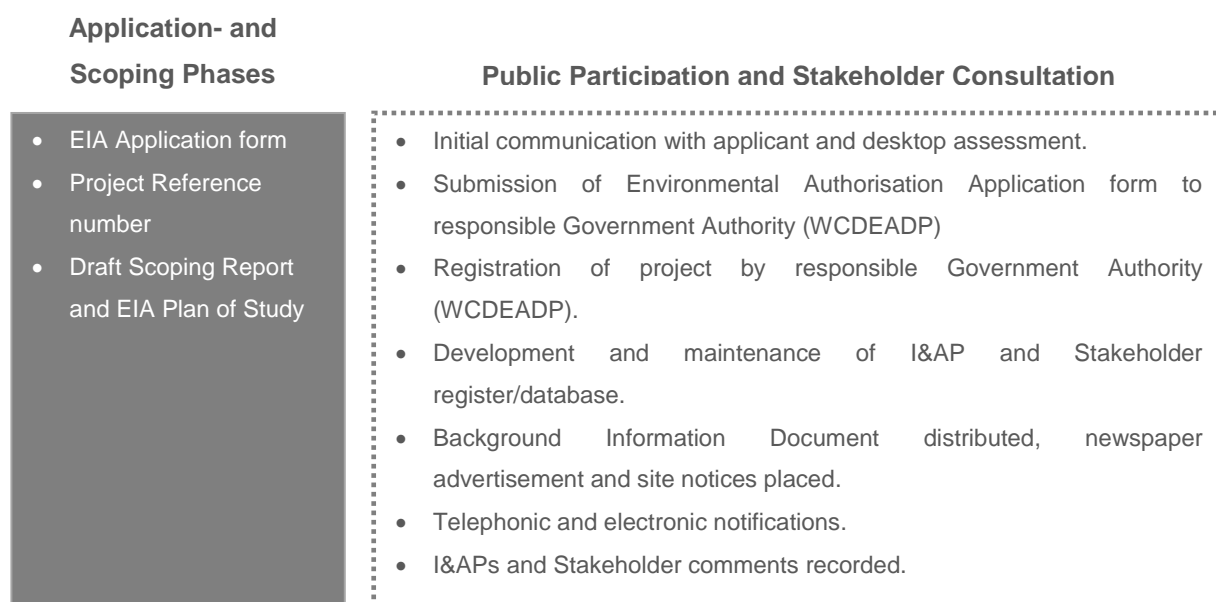 Application- and
Scoping Phases
Public Participation and Stakeholder Consultation
• EIA Application form
• Project Reference
number
• Draft Scoping Report
and EIA Plan of Study
• Initial communication with applicant and desktop assessment.
• Submission of Environmental Authorisation Application form to
responsible Government Authority (WCDEADP)
• Registration of project by responsible Government Authority
(WCDEADP).
• Development and maintenance of I&AP and Stakeholder
register/database.
• Background Information Document distributed, newspaper
advertisement and site notices placed.
• Telephonic and electronic notifications.
• I&APs and Stakeholder comments recorded.